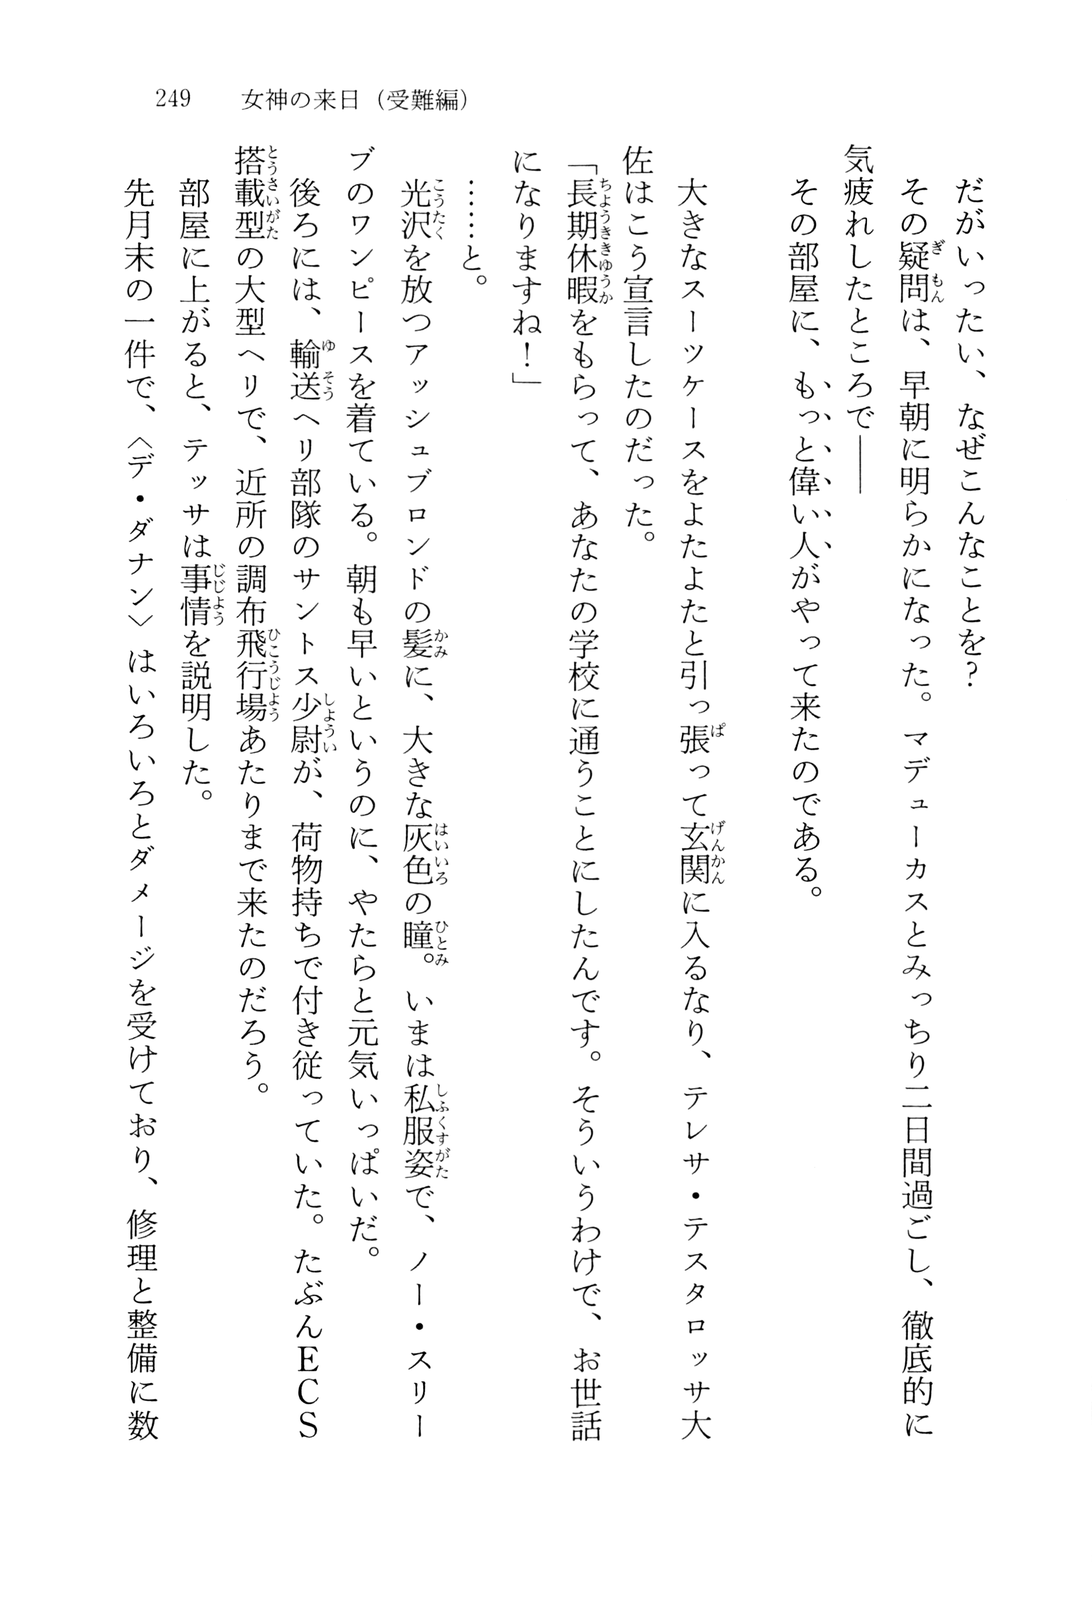 249　女神の来日（受難編）
だがいったい、なぜこんなことを？
その疑問は、早朝に明らかになった。マデューカスとみっちり二日間過ごし、徹底的に
気疲れしたところで――
その部屋に、もっと偉い人がやって来たのである。
大きなスーツケースをよたよたと引っ張って玄関に入るなり、テレサ・テスタロッサ大
佐はこう宣言したのだった。
「長期休暇をもらって、あなたの学校に通うことにしたんです。そういうわけで、お世話
になりますね！」
……と。
光沢を放つアッシュブロンドの髪に、大きな灰色の瞳。いまは私服姿で、ノー・スリー
ブのワンピースを着ている。朝も早いというのに、やたらと元気いっぱいだ。
後ろには、輸送ヘリ部隊のサントス少尉が、荷物持ちで付き従っていた。たぶんＥＣＳ
搭載型の大型ヘリで、近所の調布飛行場あたりまで来たのだろう。
部屋に上がると、テッサは事情を説明した。
先月末の一件で、〈デ・ダナン〉はいろいろとダメージを受けており、修理と整備に数